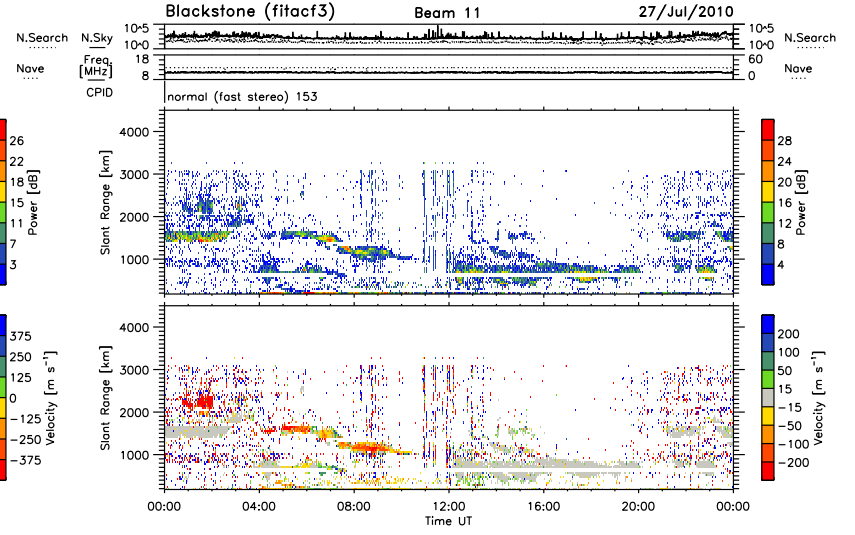 Blackstone (fitacf3) Beam 11 27/Jul/2010
N.Search N.Sky 10^5 10^0 10^5 10^0 N.Search
Nave Freq. [MHz] 18 8 60 0 Nave
CPID normal (fast stereo) 153
Slant Range [km] 4000 3000 2000 1000
Power [dB] 26 22 18 15 11 7 3
Power [dB] 28 24 20 16 12 8 4
Slant Range [km] 4000 3000 2000 1000
Velocity [m s⁻¹] 375 250 125 0 −125 −250 −375
Velocity [m s⁻¹] 200 100 50 15 −15 −50 −100 −200
00:00 04:00 08:00 12:00 16:00 20:00 00:00
Time UT